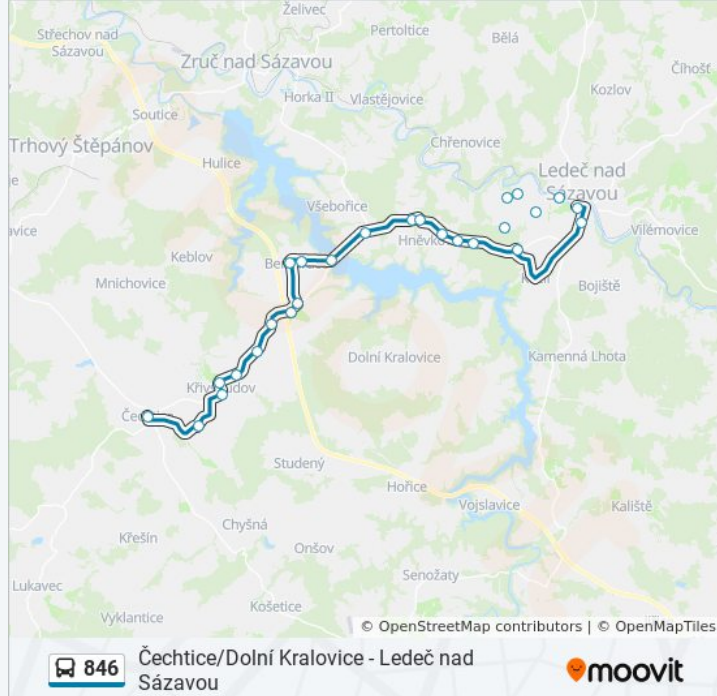 Želivec
Střechov nad
Sázavou
Pertoltice
Bělá
Zruč nad Sázavou
Číhošť
Horka II
Vlastějovice
Kozlov
Soutice
Trhový Štěpánov
Chřenovice
Hulice
Ledeč nad
Sázavou
Všebořice
Vilémovice
Hněvko
Keblov
Mnichovice
Bojiště
Dolní Kralovice
Kamenná Lhota
Studený
Hořice
Vojslavice
Kaliště
Chyšná
Křešín
Onšov
Senožaty
Lukavec
Košetice
Vyklantice
© OpenStreetMap contributors | © OpenMapTiles
846
Čechtice/Dolní Kralovice - Ledeč nad
Sázavou
moovit